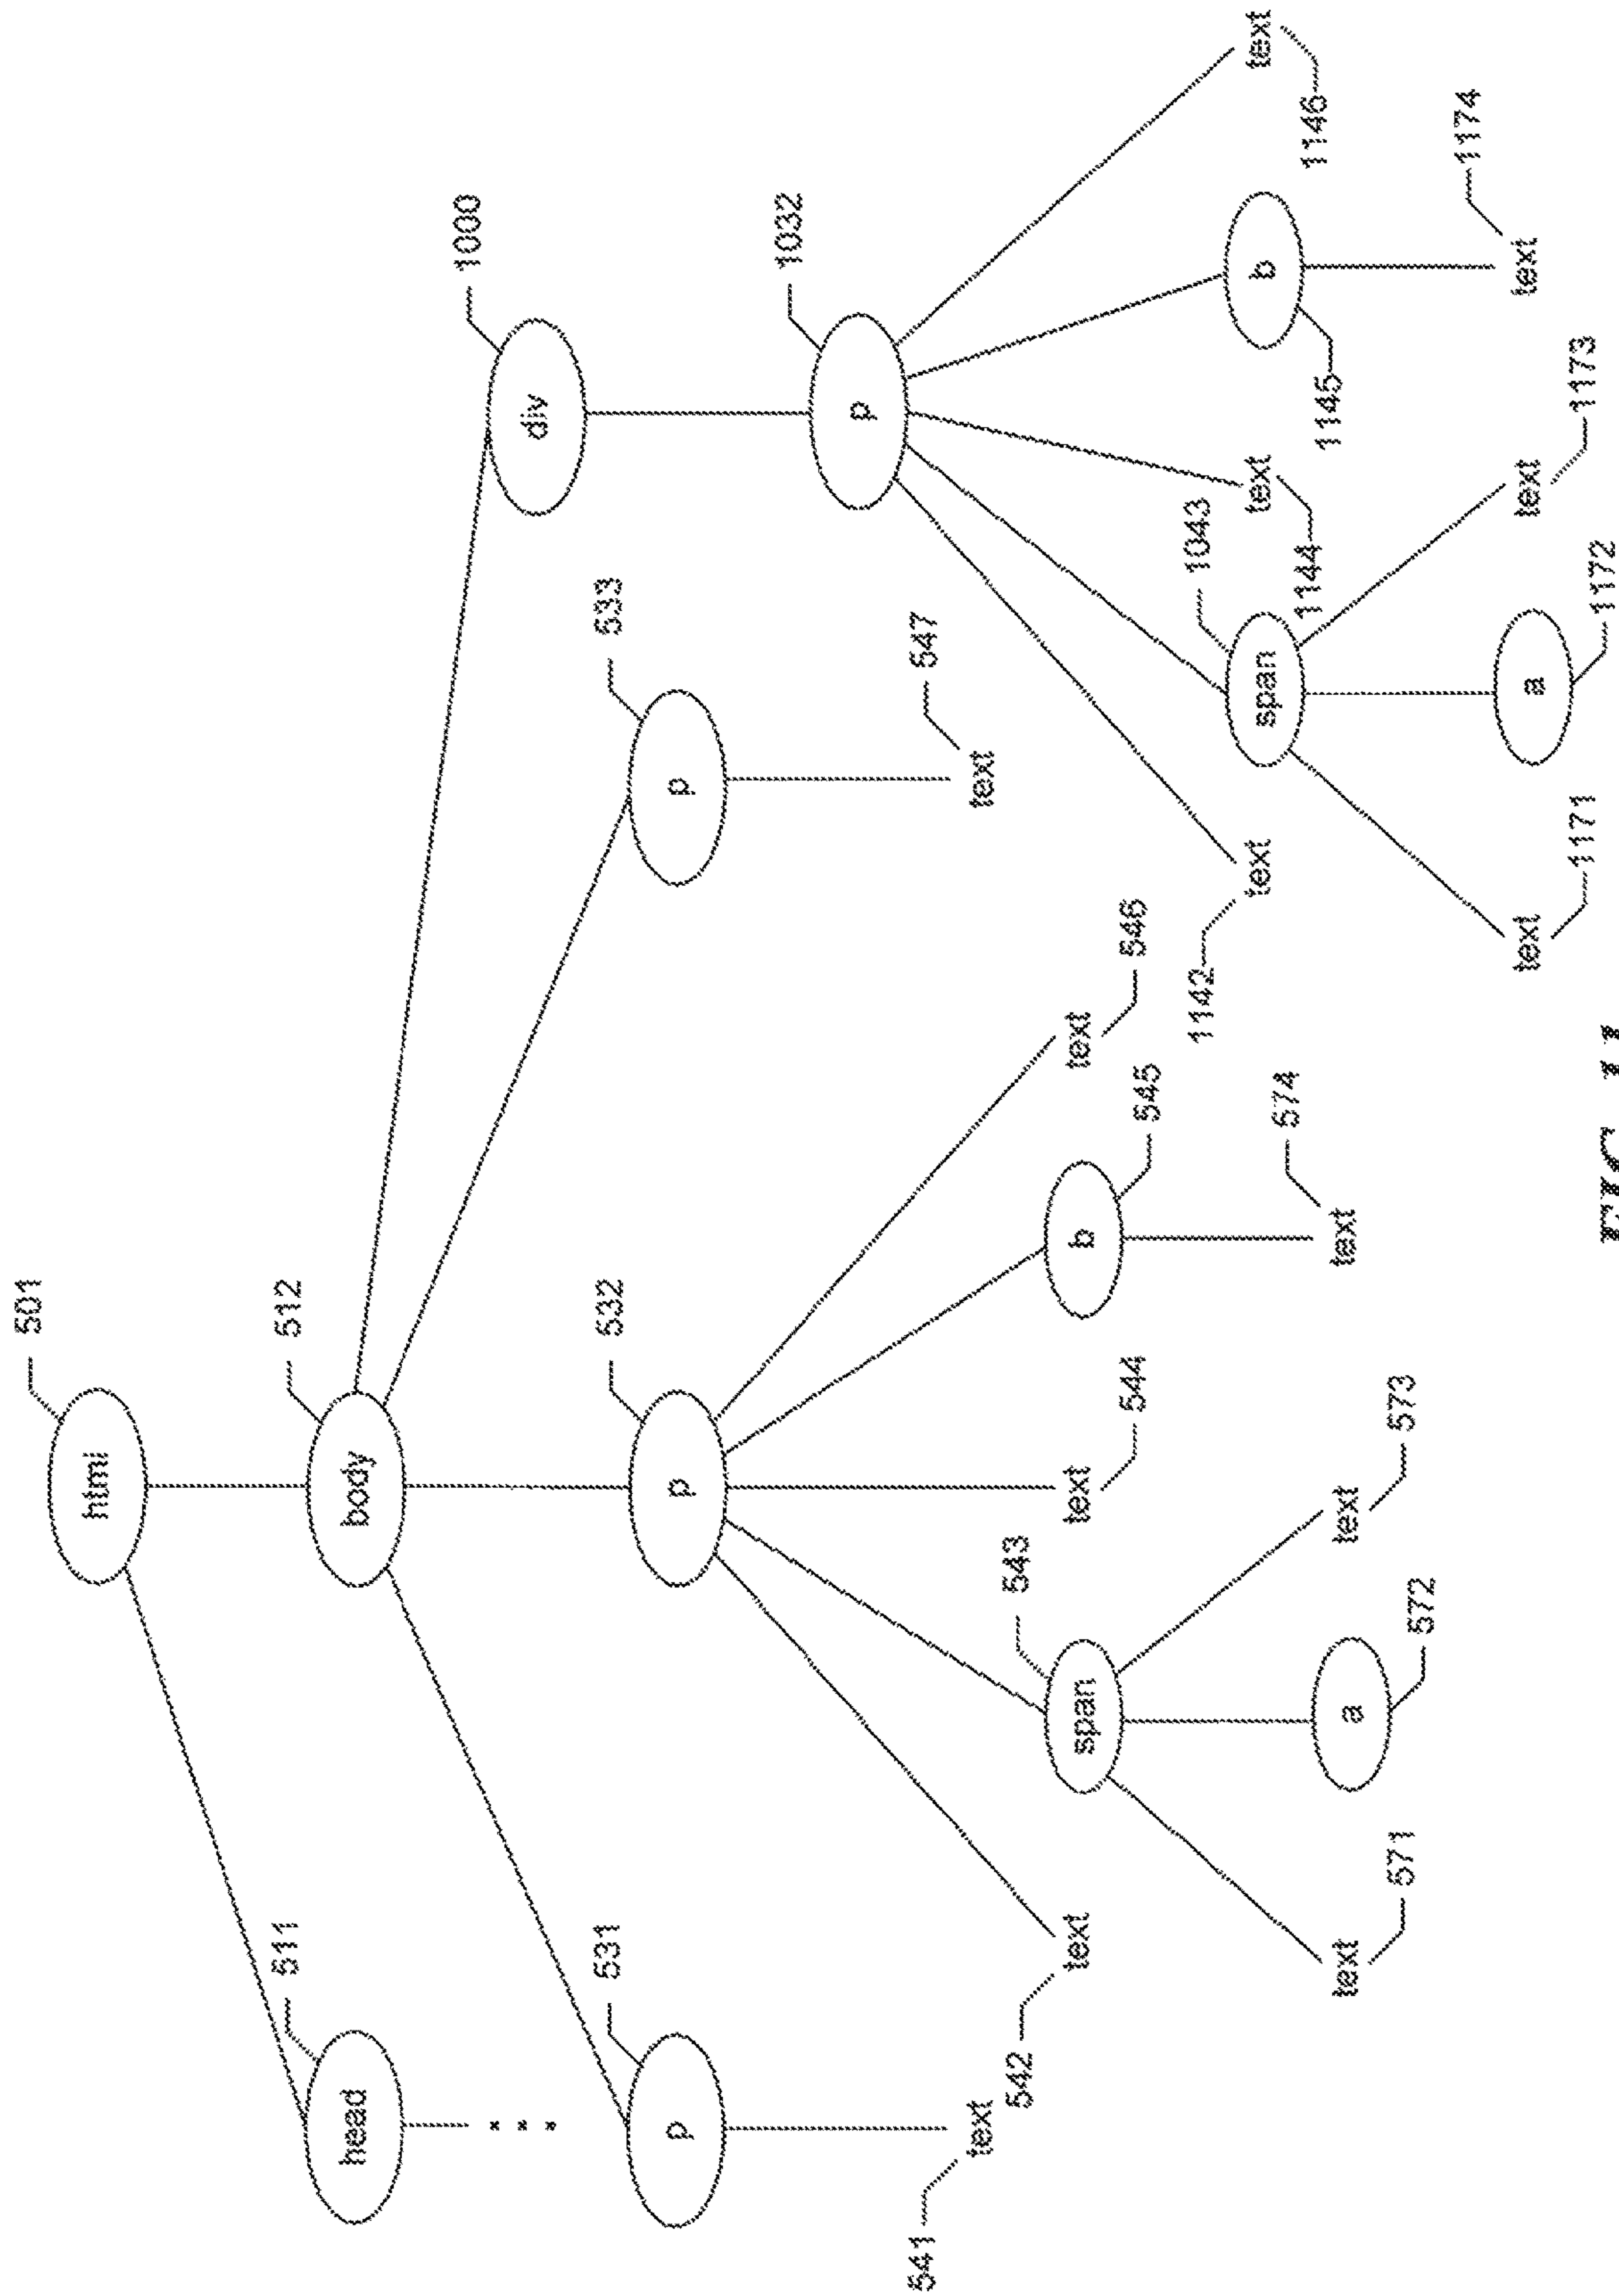 501
html
511
512
head
body
1000
div
531
532
533
1032
p
p
p
p
541
text
547
text
542
text
543
span
544
text
545
b
546
text
1142
text
1043
span
1144
text
1145
b
1146
text
571
text
572
a
573
text
574
text
1171
text
1172
a
1173
text
1174
text
FIG. 11